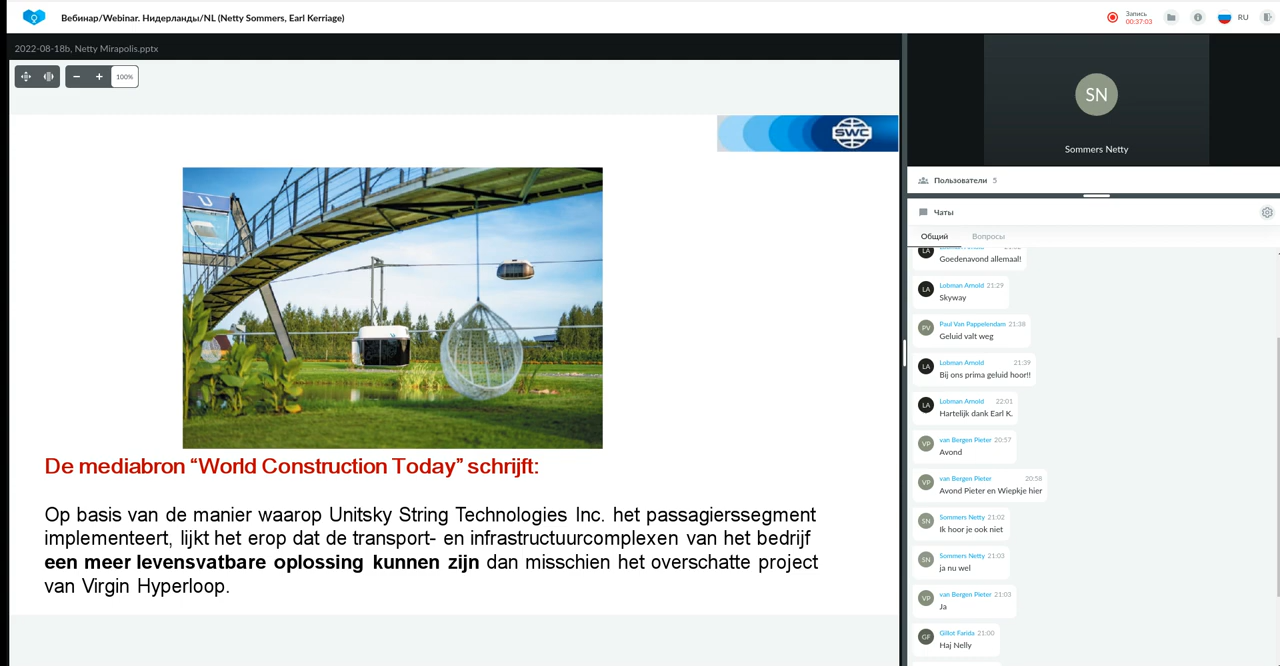 Вебинар/Webinar. Нидерланды/NL (Netty Sommers, Earl Kerriage)
Запись
00:37:03
RU
2022-08-18b, Netty Mirapolis.pptx
100%
SWC
U
De mediabron “World Construction Today” schrijft:
Op basis van de manier waarop Unitsky String Technologies Inc. het passagierssegment
implementeert, lijkt het erop dat de transport- en infrastructuurcomplexen van het bedrijf
een meer levensvatbare oplossing kunnen zijn dan misschien het overschatte project
van Virgin Hyperloop.
SN
Sommers Netty
Пользователи 5
Чаты
Общий
Вопросы
LA
Goedenavond allemaal!
LA
Lobman Arnold 21:29
Skyway
PV
Paul Van Pappelendam 21:38
Geluid valt weg
LA
Lobman Arnold 21:39
Bij ons prima geluid hoor!!
LA
Lobman Arnold 22:01
Hartelijk dank Earl K.
VP
van Bergen Pieter 20:57
Avond
VP
van Bergen Pieter 20:58
Avond Pieter en Wiepkje hier
SN
Sommers Netty 21:02
Ik hoor je ook niet
SN
Sommers Netty 21:03
ja nu wel
VP
van Bergen Pieter 21:03
Ja
GF
Gillot Farida 21:00
Haj Nelly